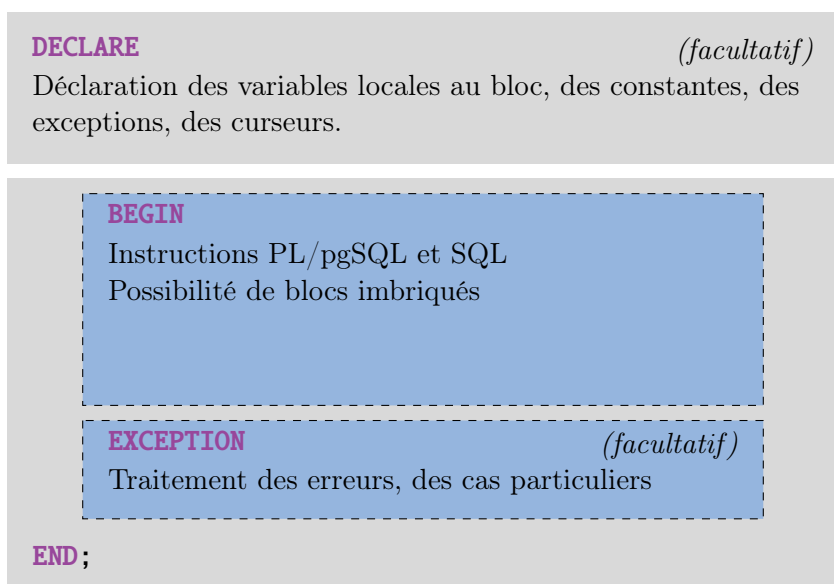 DECLARE (facultatif)
Déclaration des variables locales au bloc, des constantes, des
exceptions, des curseurs.
BEGIN
Instructions PL/pgSQL et SQL
Possibilité de blocs imbriqués
EXCEPTION (facultatif)
Traitement des erreurs, des cas particuliers
END;